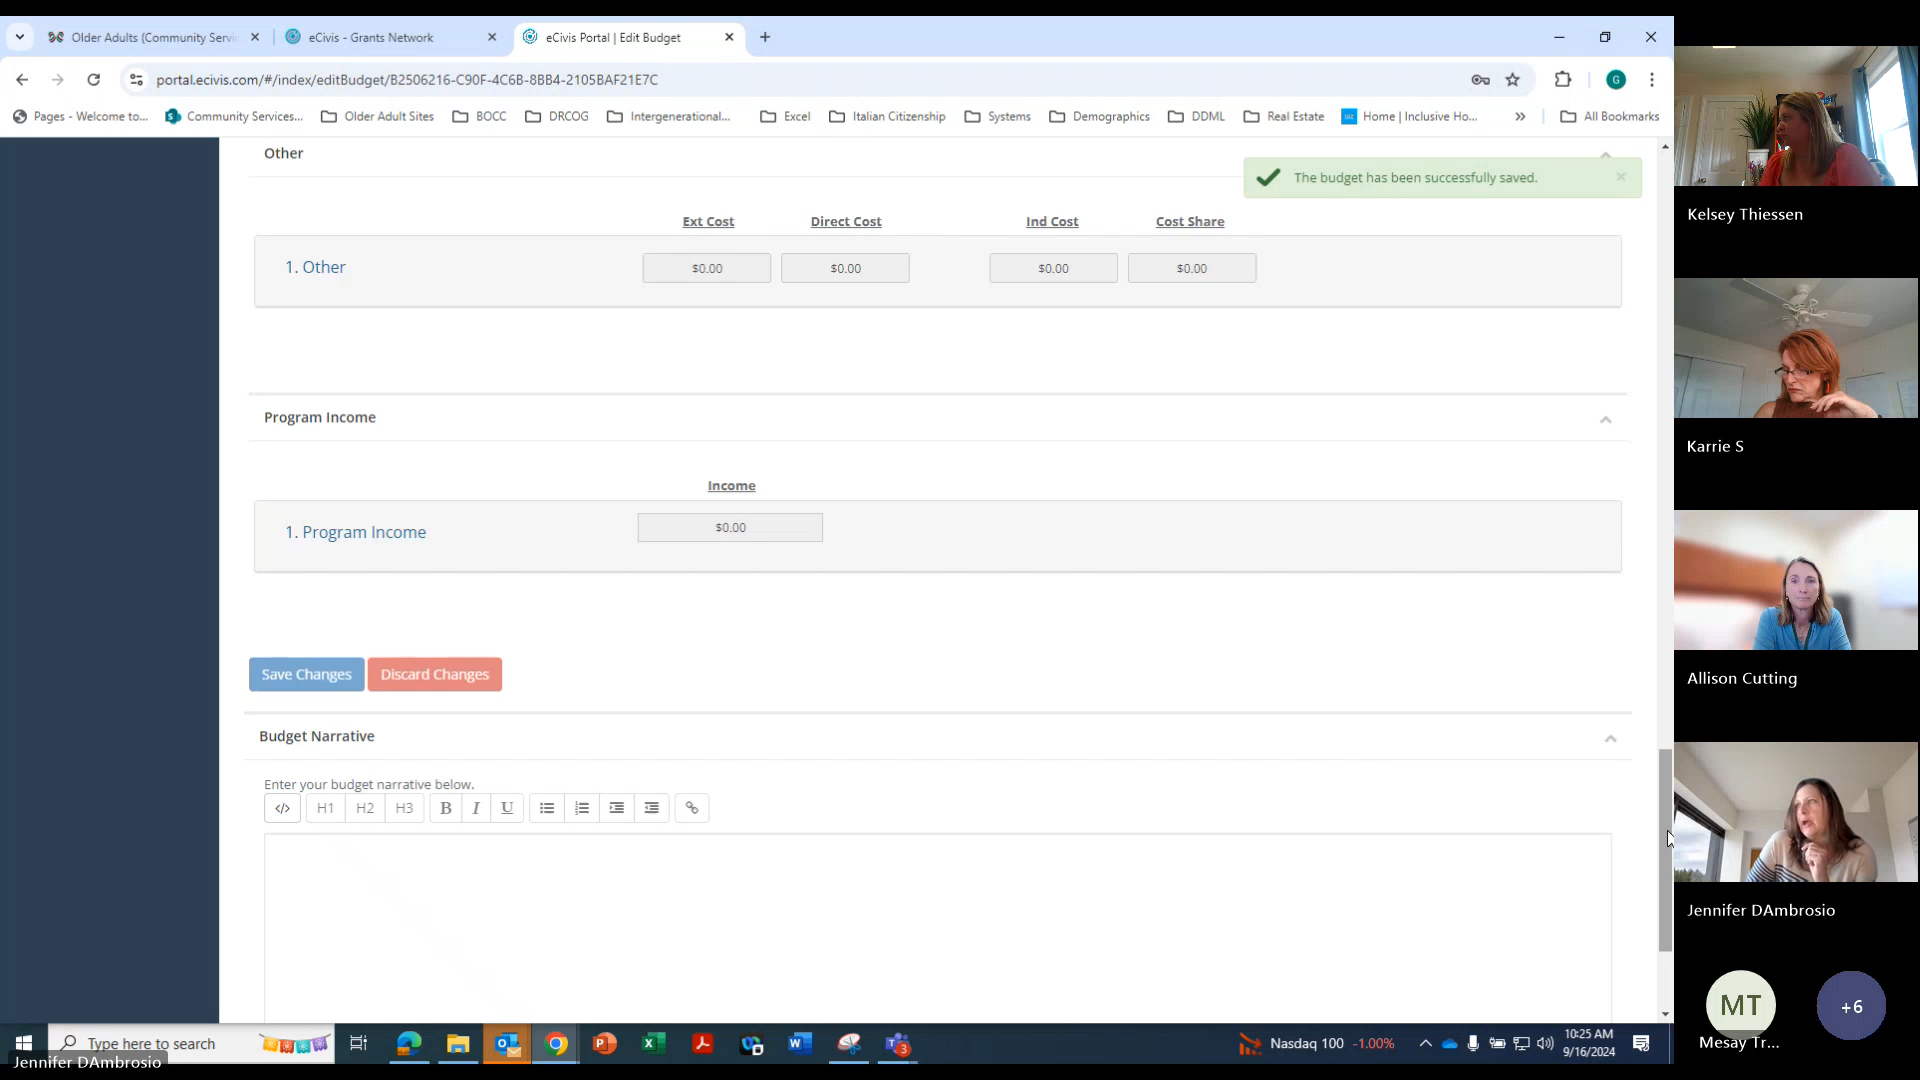 Older Adults (Community Servi
eCivis - Grants Network
eCivis Portal | Edit Budget
portal.ecivis.com/#/index/editBudget/B2506216-C90F-4C6B-8BB4-2105BAF21E7C
G
Pages - Welcome to...
Community Services...
Older Adult Sites
BOCC
DRCOG
Intergenerational...
Excel
Italian Citizenship
Systems
Demographics
DDML
Real Estate
Home | Inclusive Ho...
»
All Bookmarks
Other
The budget has been successfully saved.
Ext Cost
Direct Cost
Ind Cost
Cost Share
1. Other
$0.00
$0.00
$0.00
$0.00
Program Income
Income
1. Program Income
$0.00
Save Changes
Discard Changes
Budget Narrative
Enter your budget narrative below.
</>
H1
H2
H3
B
I
U
Kelsey Thiessen
Karrie S
Allison Cutting
Jennifer DAmbrosio
MT
+6
Mesay Tr...
Type here to search
Nasdaq 100 -1.00%
10:25 AM
9/16/2024
Jennifer DAmbrosio